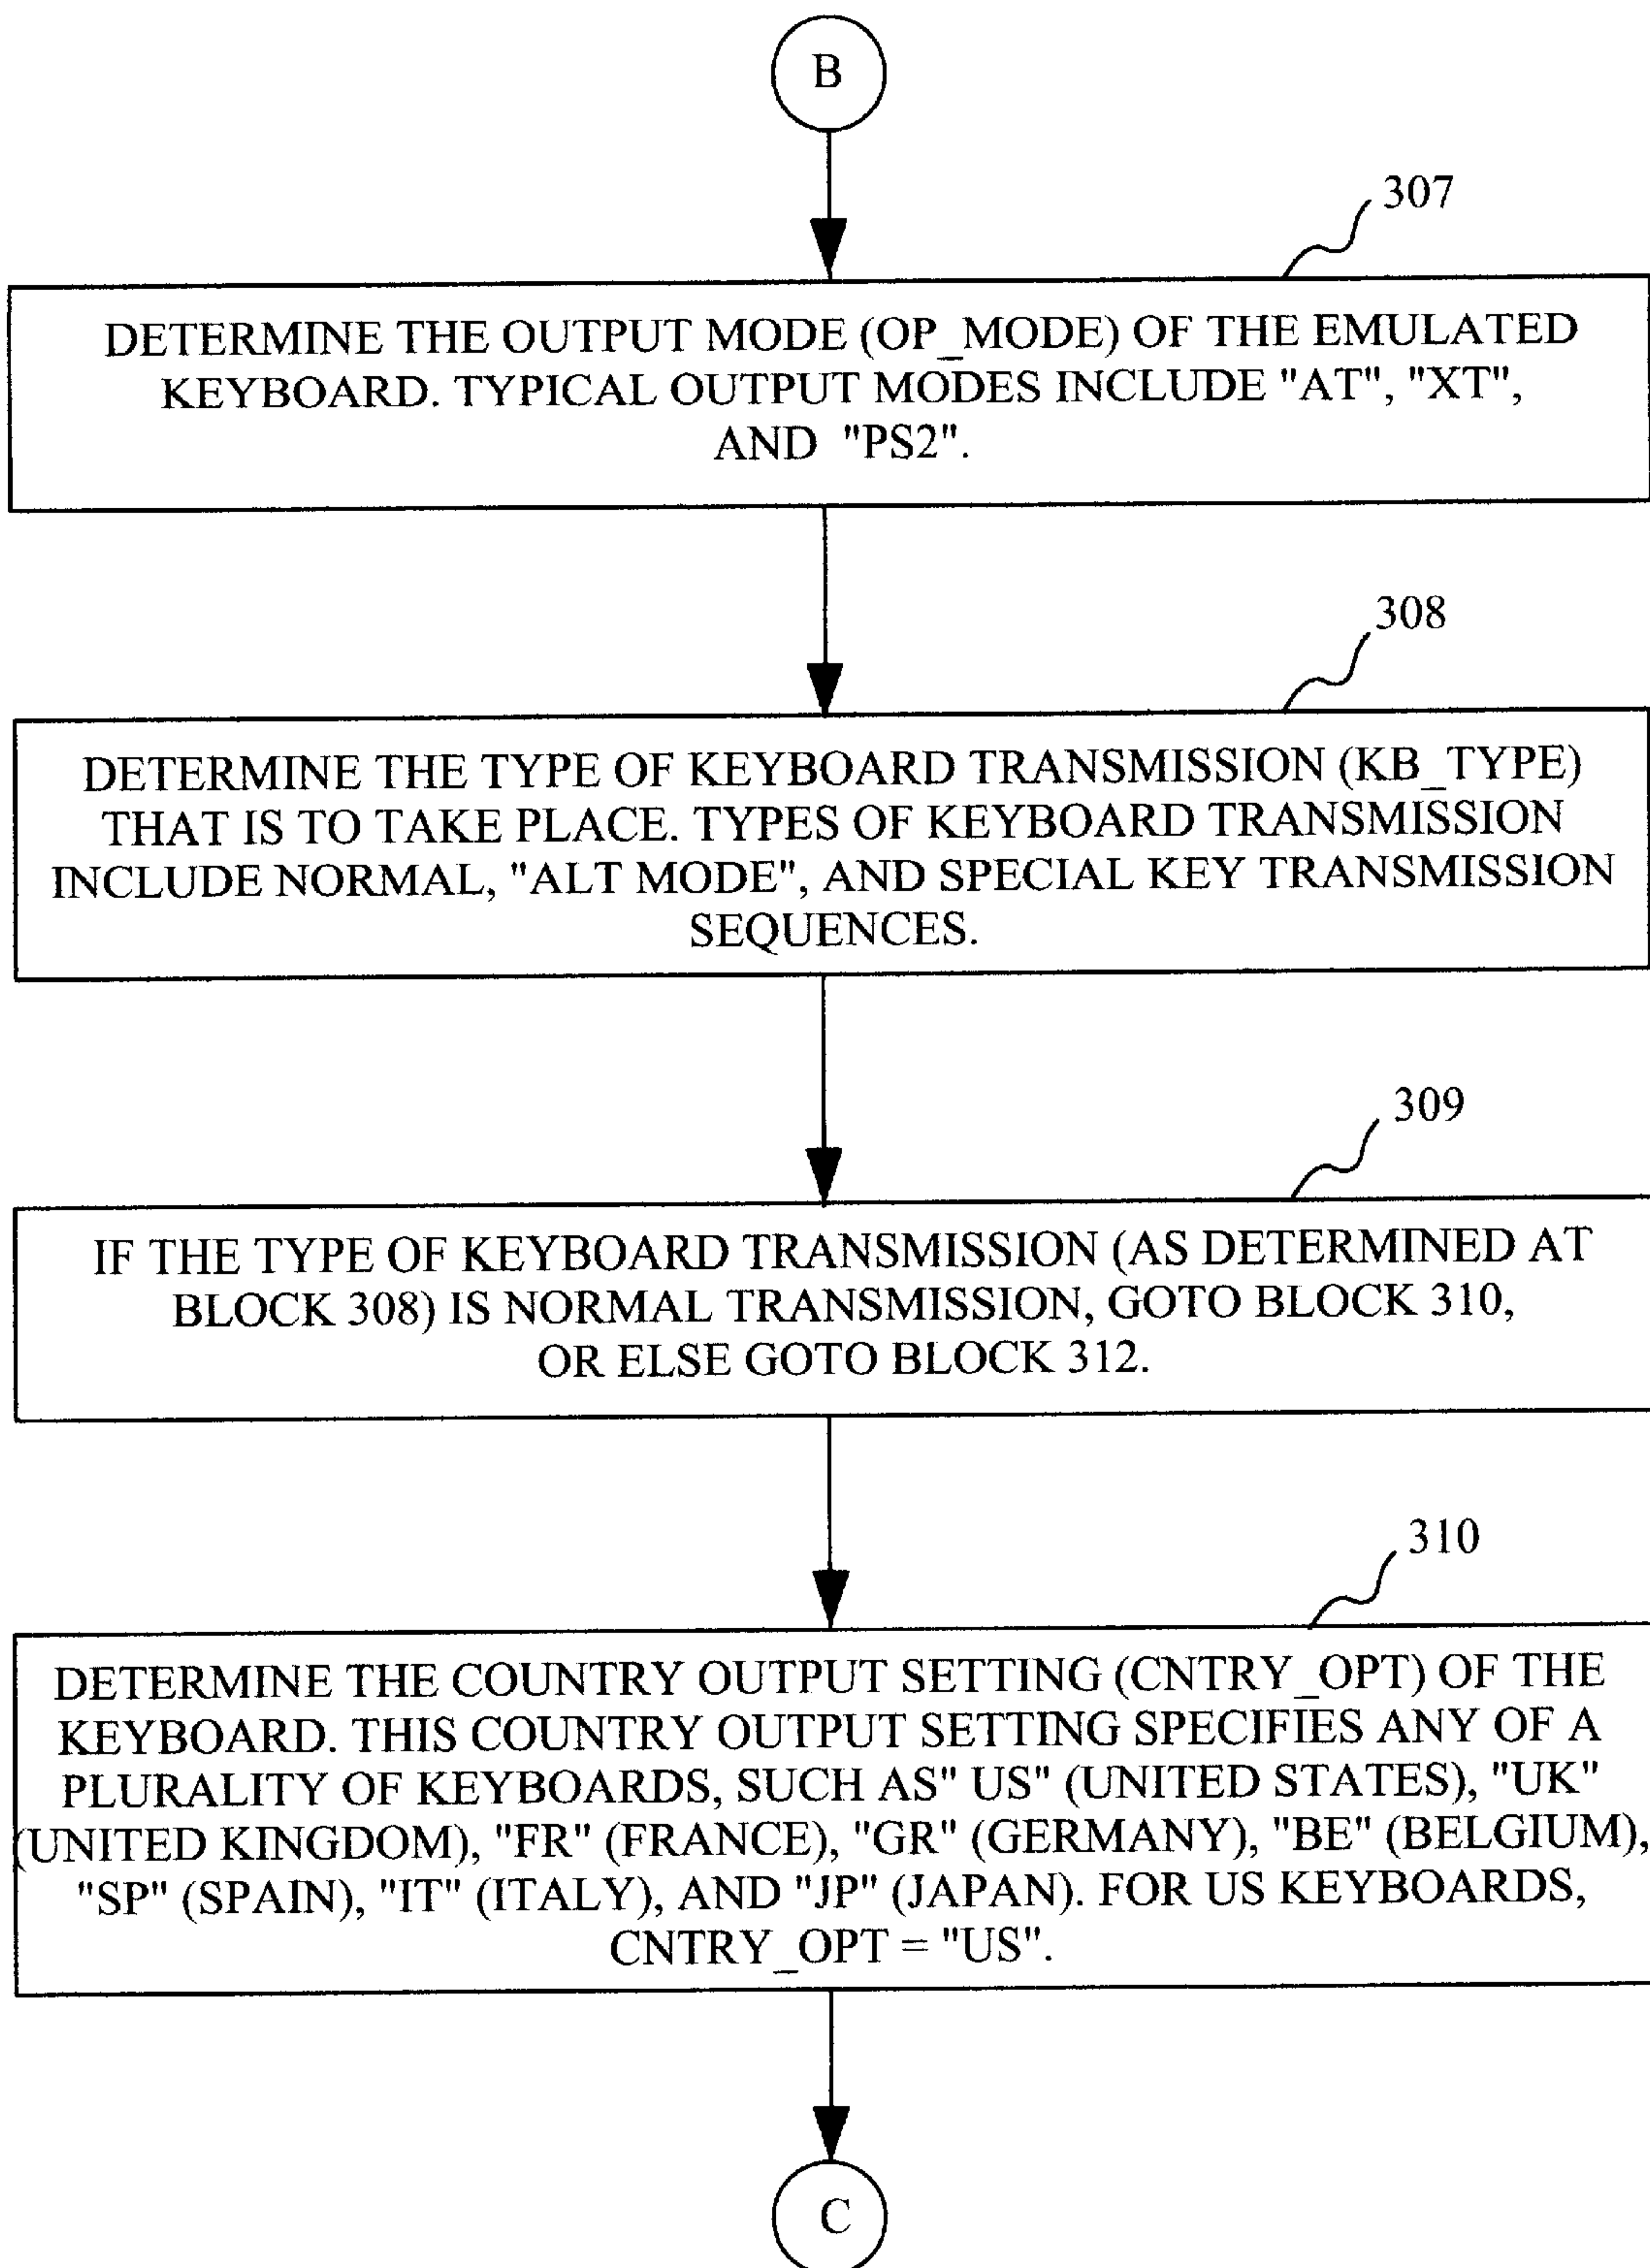 B
307
DETERMINE THE OUTPUT MODE (OP_MODE) OF THE EMULATED
KEYBOARD. TYPICAL OUTPUT MODES INCLUDE "AT", "XT",
AND "PS2".
308
DETERMINE THE TYPE OF KEYBOARD TRANSMISSION (KB_TYPE)
THAT IS TO TAKE PLACE. TYPES OF KEYBOARD TRANSMISSION
INCLUDE NORMAL, "ALT MODE", AND SPECIAL KEY TRANSMISSION
SEQUENCES.
309
IF THE TYPE OF KEYBOARD TRANSMISSION (AS DETERMINED AT
BLOCK 308) IS NORMAL TRANSMISSION, GOTO BLOCK 310,
OR ELSE GOTO BLOCK 312.
310
DETERMINE THE COUNTRY OUTPUT SETTING (CNTRY_OPT) OF THE
KEYBOARD. THIS COUNTRY OUTPUT SETTING SPECIFIES ANY OF A
PLURALITY OF KEYBOARDS, SUCH AS" US" (UNITED STATES), "UK"
(UNITED KINGDOM), "FR" (FRANCE), "GR" (GERMANY), "BE" (BELGIUM),
"SP" (SPAIN), "IT" (ITALY), AND "JP" (JAPAN). FOR US KEYBOARDS,
CNTRY_OPT = "US".
C